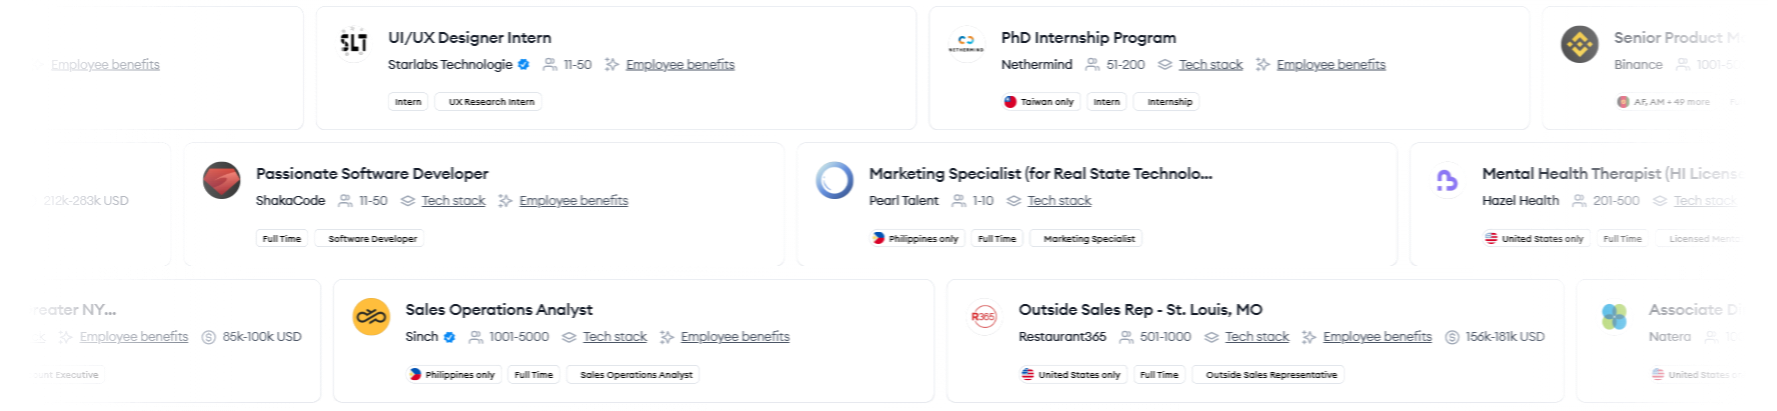 Employee benefits
SLT
UI/UX Designer Intern
Starlabs Technologie 11-50 Employee benefits
Intern UX Research Intern
NETHERMIND
PhD Internship Program
Nethermind 51-200 Tech stack Employee benefits
Taiwan only Intern Internship
Senior Product
Binance 1001-5
AF, AM + 49 more
212k-283k USD
Passionate Software Developer
ShakaCode 11-50 Tech stack Employee benefits
Full Time Software Developer
Marketing Specialist (for Real State Technolo...
Pearl Talent 1-10 Tech stack
Philippines only Full Time Marketing Specialist
Mental Health Therapist (HI Licens
Hazel Health 201-500 Tech stack
United States only Full Time Licensed
reater NY...
Employee benefits 85k-100k USD
Executive
Sales Operations Analyst
Sinch 1001-5000 Tech stack Employee benefits
Philippines only Full Time Sales Operations Analyst
R365
Outside Sales Rep - St. Louis, MO
Restaurant365 501-1000 Tech stack Employee benefits 156k-181k USD
United States only Full Time Outside Sales Representative
Associate
Natera
United States